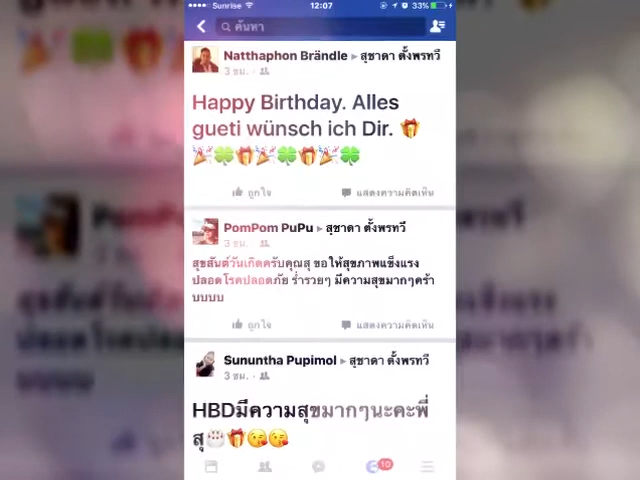 Sunrise 12:07 33%
ค้นหา
Natthaphon Brändle ▸ สุชาดา ตั้งพรทวี
3 ชม.
Happy Birthday. Alles
gueti wünsch ich Dir. 🎁
🎉🍀🎁🎉🍀🎁🎉🍀
ถูกใจ แสดงความคิดเห็น
PomPom PuPu ▸ สุชาดา ตั้งพรทวี
3 ชม.
สุขสันต์วันเกิดครับคุณสุ ขอให้สุขภาพแข็งแรง
ปลอดโรคปลอดภัย ร่ำรวยๆ มีความสุขมากๆคร้า
บบบบ
ถูกใจ แสดงความคิดเห็น
Sununtha Pupimol ▸ สุชาดา ตั้งพรทวี
3 ชม.
HBDมีความสุขมากๆนะคะพี่
สุ🎂🎁😘😘
10